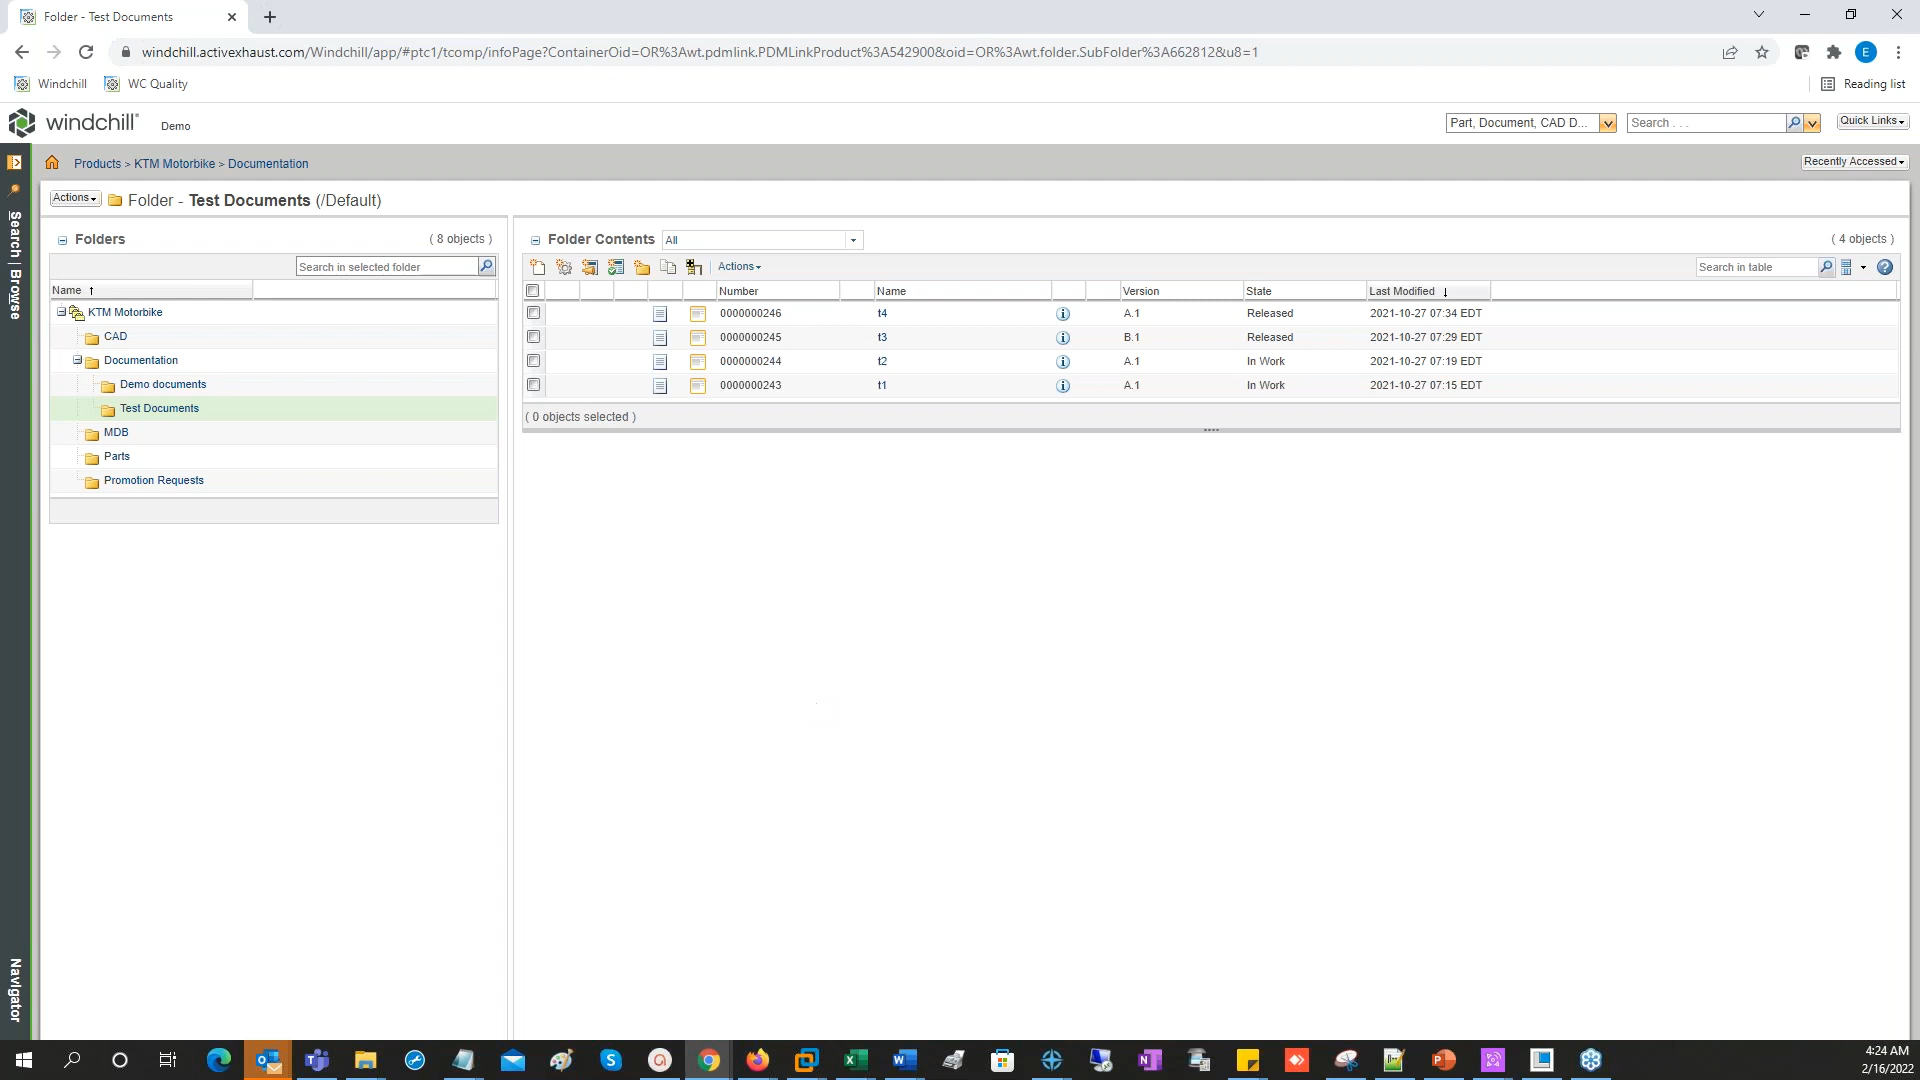 Folder - Test Documents
windchill.activexhaust.com/Windchill/app/#ptc1/tcomp/infoPage?ContainerOid=OR%3Awt.pdmlink.PDMLinkProduct%3A542900&oid=OR%3Awt.folder.SubFolder%3A662812&u8=1
E
Windchill WC Quality Reading list
windchill Demo Part, Document, CAD D... Search . . . Quick Links
Products > KTM Motorbike > Documentation Recently Accessed
Actions Folder - Test Documents (/Default)
Search | Browse
Navigator
Folders ( 8 objects )
Search in selected folder
Name
KTM Motorbike
CAD
Documentation
Demo documents
Test Documents
MDB
Parts
Promotion Requests
Folder Contents All ( 4 objects )
Actions Search in table
Number Name Version State Last Modified
0000000246 t4 A.1 Released 2021-10-27 07:34 EDT
0000000245 t3 B.1 Released 2021-10-27 07:29 EDT
0000000244 t2 A.1 In Work 2021-10-27 07:19 EDT
0000000243 t1 A.1 In Work 2021-10-27 07:15 EDT
( 0 objects selected )
4:24 AM
2/16/2022